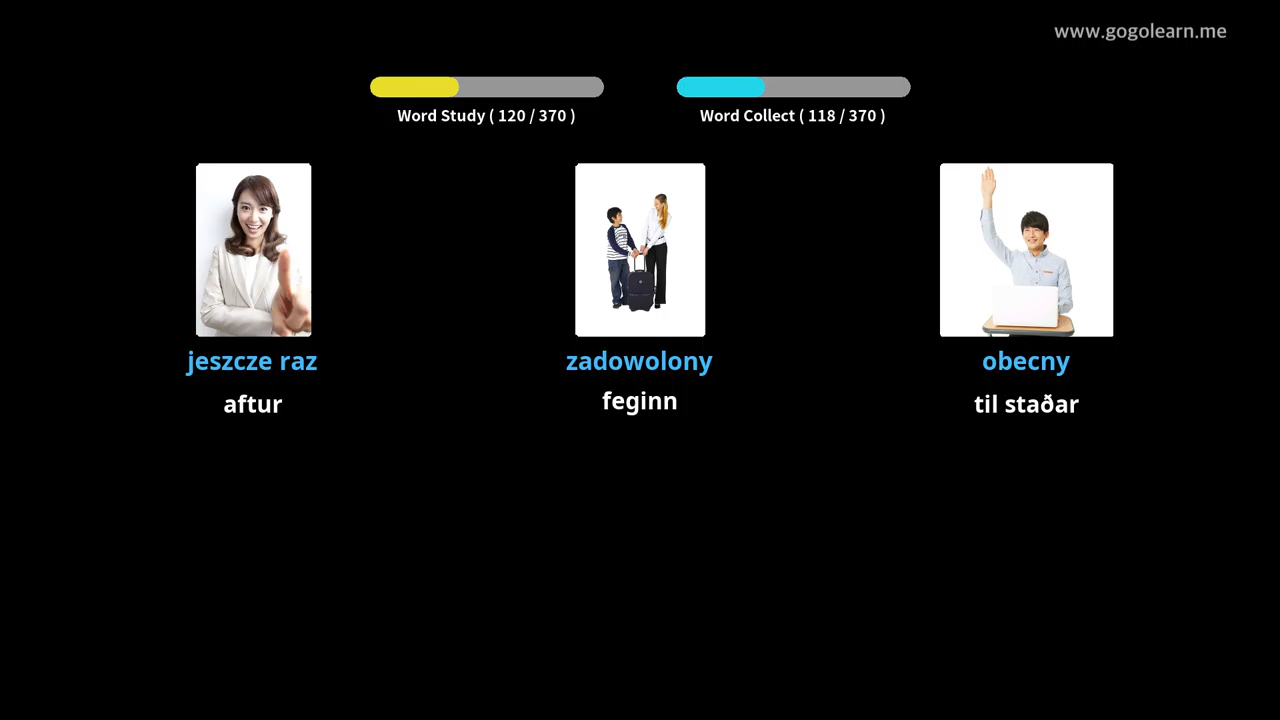 www.gogolearn.me
Word Study ( 120 / 370 )
Word Collect ( 118 / 370 )
jeszcze raz
zadowolony
obecny
aftur
feginn
til staðar